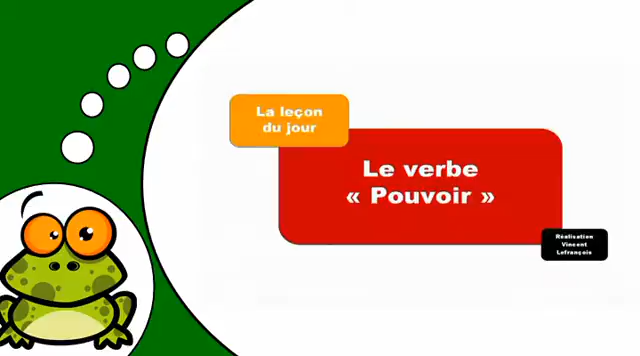 La leçon
du jour
Le verbe
« Pouvoir »
Réalisation
Vincent
Lefrançois